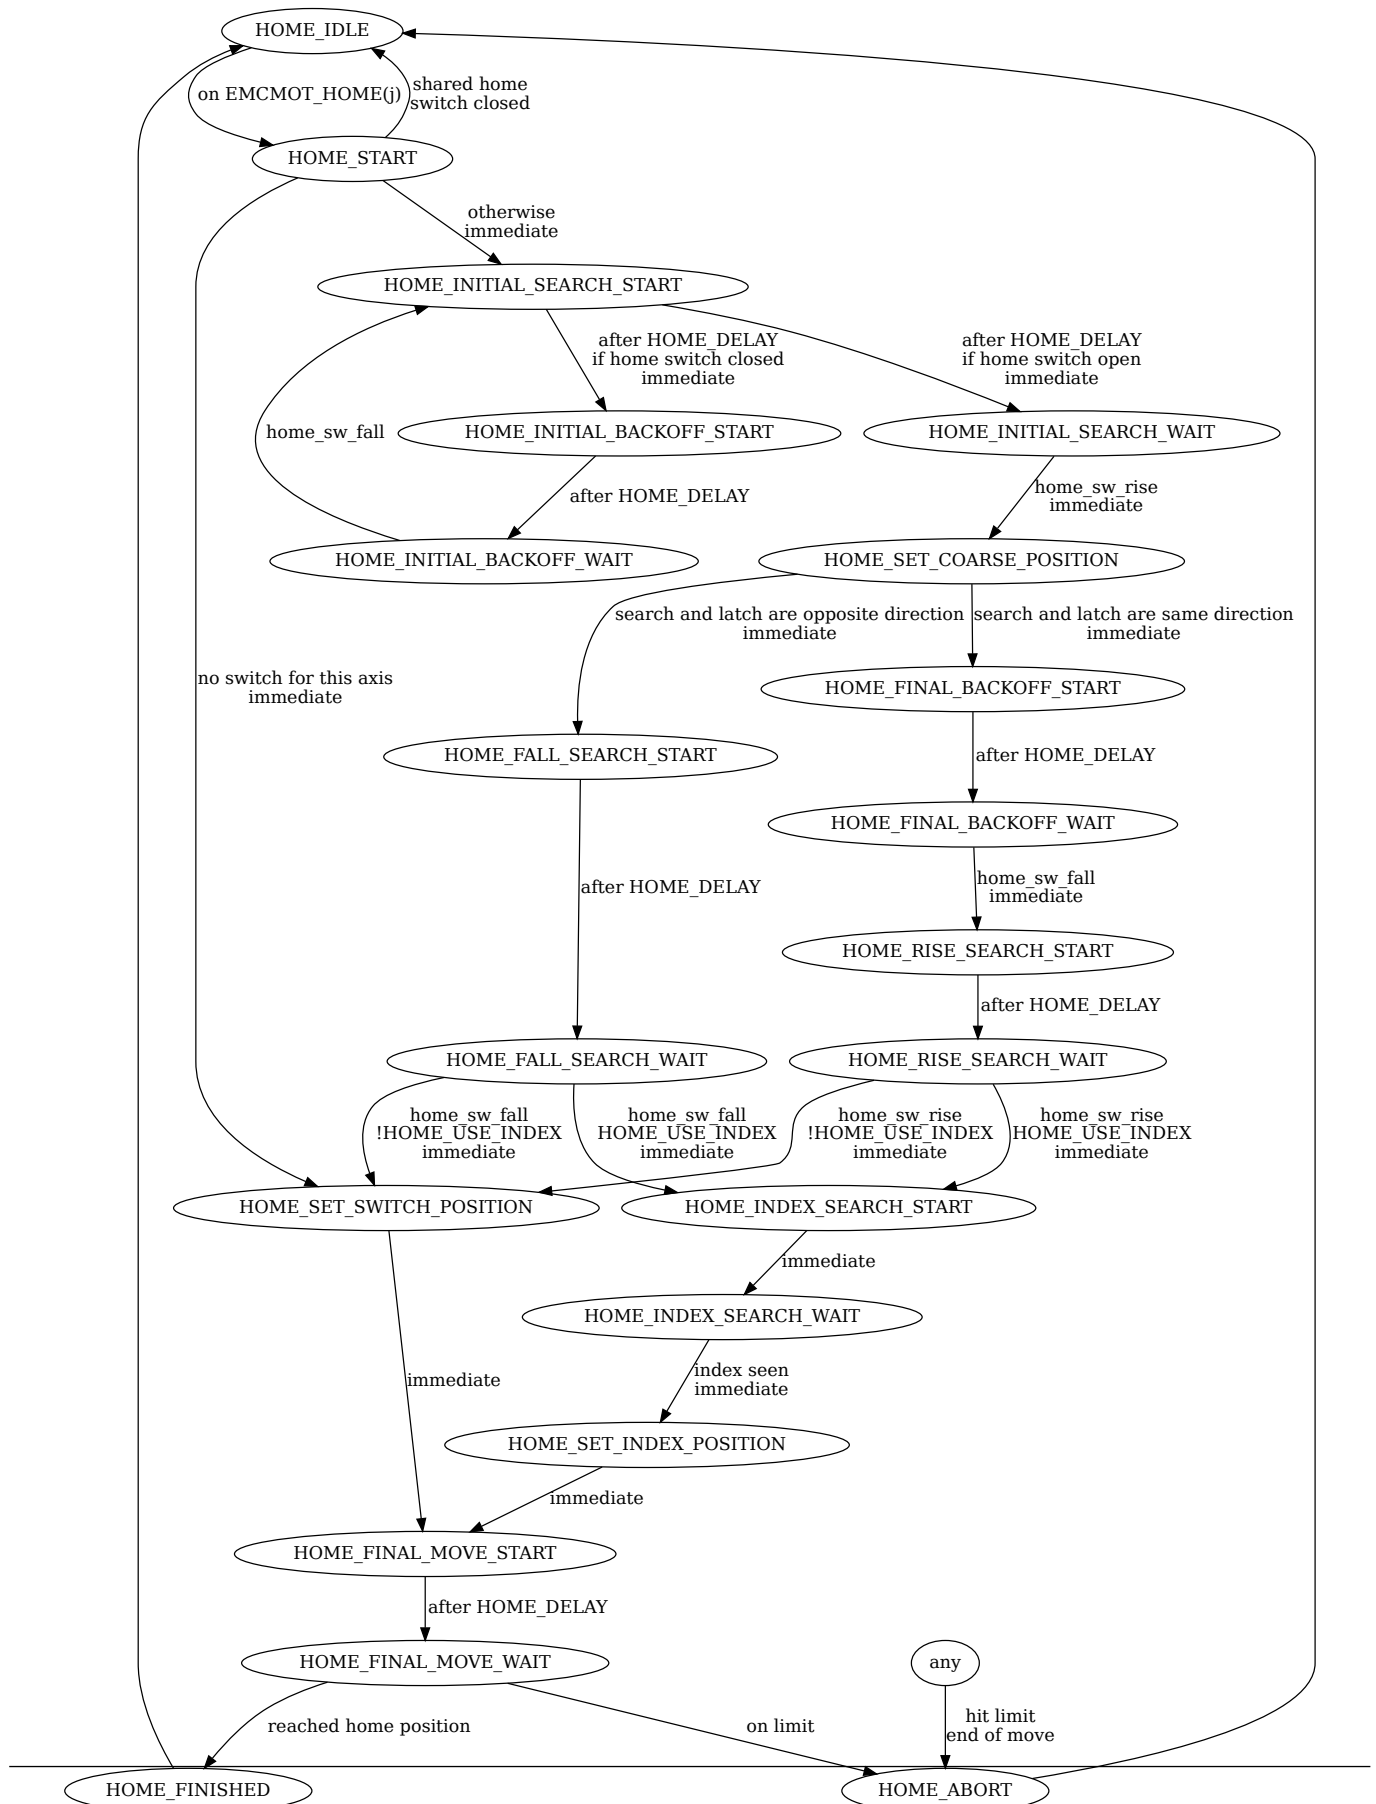 HOME_IDLE
on EMCMOT_HOME(j)
shared home
switch closed
HOME_START
otherwise
immediate
HOME_INITIAL_SEARCH_START
after HOME_DELAY
if home switch closed
immediate
after HOME_DELAY
if home switch open
immediate
home_sw_fall
HOME_INITIAL_BACKOFF_START
HOME_INITIAL_SEARCH_WAIT
after HOME_DELAY
home_sw_rise
immediate
HOME_INITIAL_BACKOFF_WAIT
HOME_SET_COARSE_POSITION
search and latch are opposite direction
immediate
search and latch are same direction
immediate
no switch for this axis
immediate
HOME_FINAL_BACKOFF_START
HOME_FALL_SEARCH_START
after HOME_DELAY
HOME_FINAL_BACKOFF_WAIT
after HOME_DELAY
home_sw_fall
immediate
HOME_RISE_SEARCH_START
after HOME_DELAY
HOME_FALL_SEARCH_WAIT
HOME_RISE_SEARCH_WAIT
home_sw_fall
!HOME_USE_INDEX
immediate
home_sw_fall
HOME_USE_INDEX
immediate
home_sw_rise
!HOME_USE_INDEX
immediate
home_sw_rise
HOME_USE_INDEX
immediate
HOME_SET_SWITCH_POSITION
HOME_INDEX_SEARCH_START
immediate
HOME_INDEX_SEARCH_WAIT
immediate
index seen
immediate
HOME_SET_INDEX_POSITION
immediate
HOME_FINAL_MOVE_START
after HOME_DELAY
HOME_FINAL_MOVE_WAIT
any
reached home position
on limit
hit limit
end of move
HOME_FINISHED
HOME_ABORT